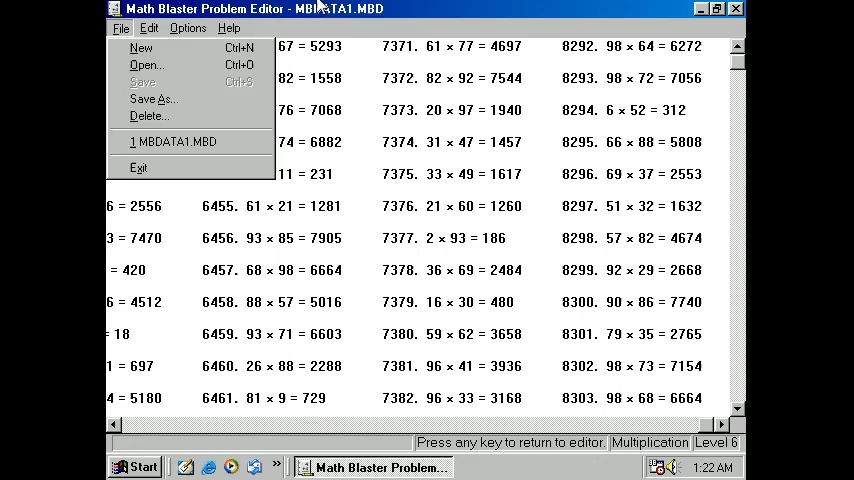 Math Blaster Problem Editor - MBDATA1.MBD
File Edit Options Help
New Ctrl+N
Open... Ctrl+O
Save Ctrl+S
Save As...
Delete...
1 MBDATA1.MBD
Exit
67 = 5293 7371. 61 × 77 = 4697 8292. 98 × 64 = 6272
82 = 1558 7372. 82 × 92 = 7544 8293. 98 × 72 = 7056
76 = 7068 7373. 20 × 97 = 1940 8294. 6 × 52 = 312
74 = 6882 7374. 31 × 47 = 1457 8295. 66 × 88 = 5808
11 = 231 7375. 33 × 49 = 1617 8296. 69 × 37 = 2553
6 = 2556 6455. 61 × 21 = 1281 7376. 21 × 60 = 1260 8297. 51 × 32 = 1632
3 = 7470 6456. 93 × 85 = 7905 7377. 2 × 93 = 186 8298. 57 × 82 = 4674
= 420 6457. 68 × 98 = 6664 7378. 36 × 69 = 2484 8299. 92 × 29 = 2668
6 = 4512 6458. 88 × 57 = 5016 7379. 16 × 30 = 480 8300. 90 × 86 = 7740
= 18 6459. 93 × 71 = 6603 7380. 59 × 62 = 3658 8301. 79 × 35 = 2765
1 = 697 6460. 26 × 88 = 2288 7381. 96 × 41 = 3936 8302. 98 × 73 = 7154
4 = 5180 6461. 81 × 9 = 729 7382. 96 × 33 = 3168 8303. 98 × 68 = 6664
Press any key to return to editor. Multiplication Level 6
Start » Math Blaster Problem... 1:22 AM